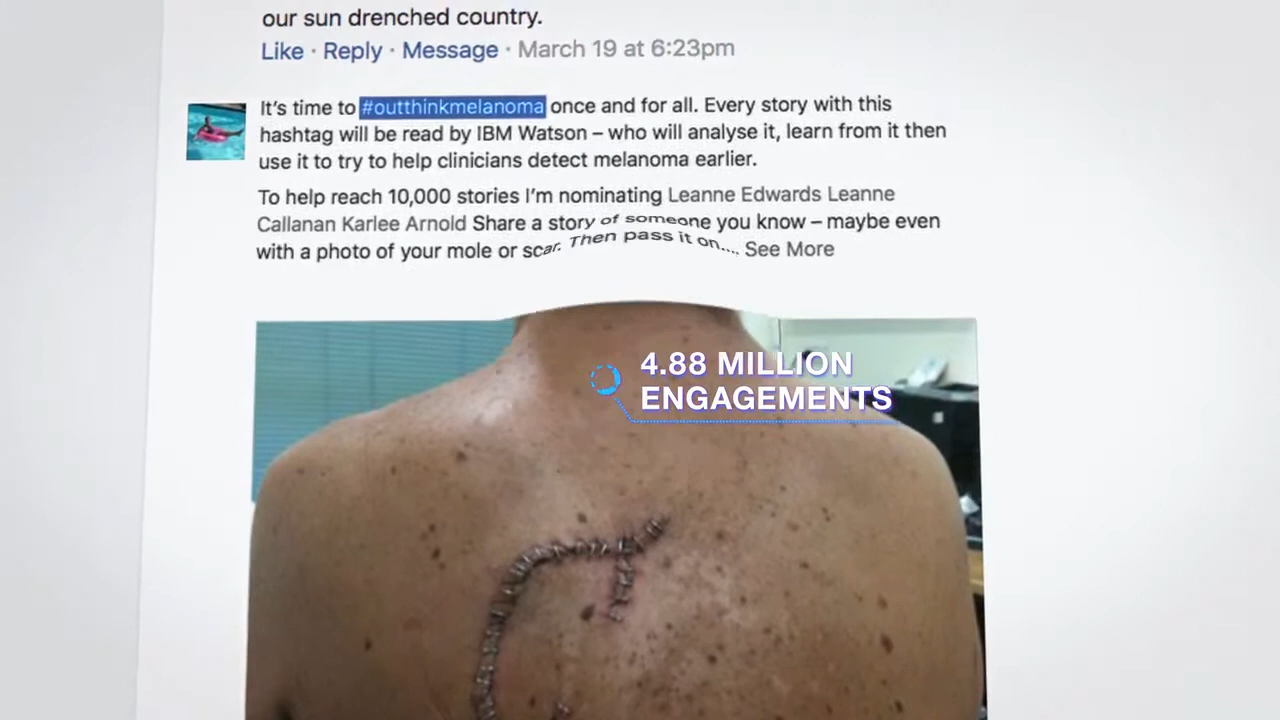 our sun drenched country.
Like · Reply · Message · March 19 at 6:23pm
It's time to #outthinkmelanoma once and for all. Every story with this
hashtag will be read by IBM Watson – who will analyse it, learn from it then
use it to try to help clinicians detect melanoma earlier.
To help reach 10,000 stories I'm nominating Leanne Edwards Leanne
Callanan Karlee Arnold Share a story of someone you know – maybe even
with a photo of your mole or scar. Then pass it on.... See More
4.88 MILLION
ENGAGEMENTS